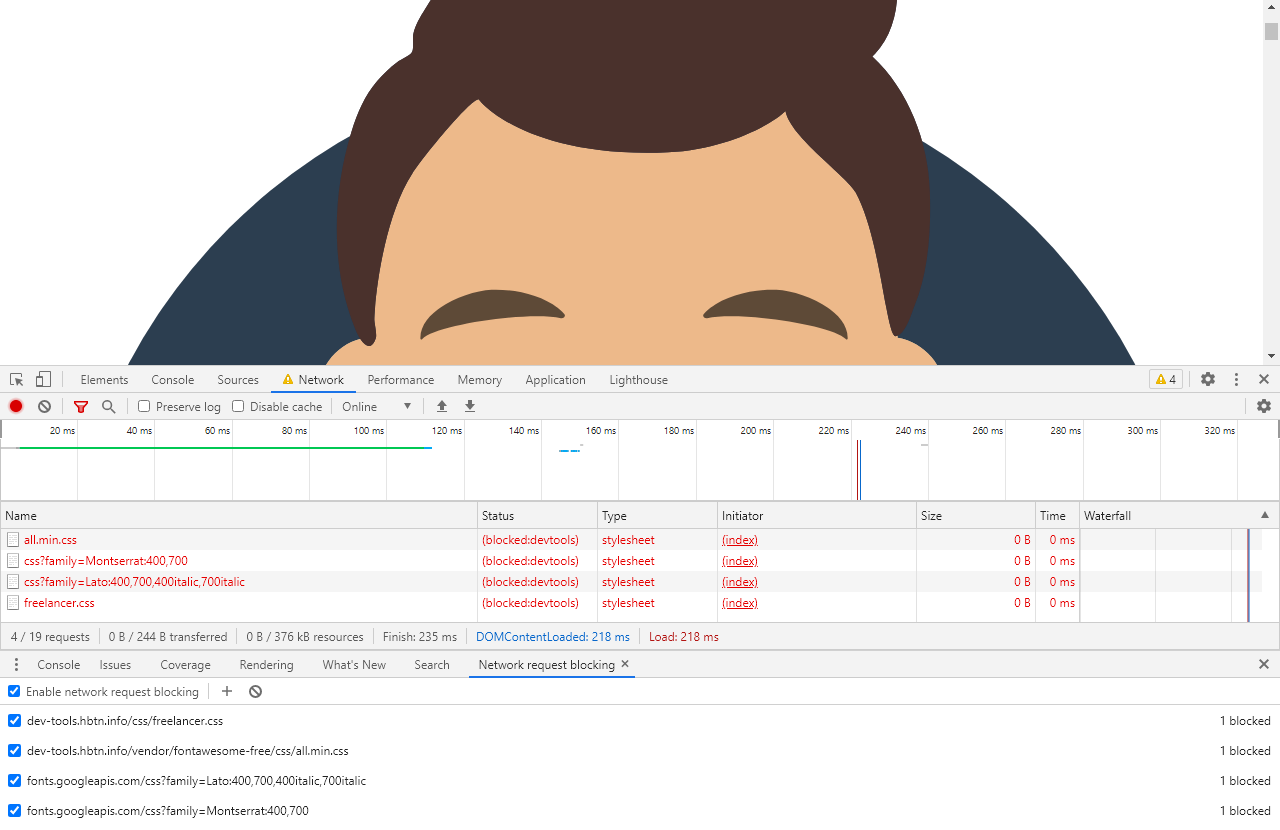 Elements Console Sources Network Performance Memory Application Lighthouse 4
Preserve log Disable cache Online
20 ms 40 ms 60 ms 80 ms 100 ms 120 ms 140 ms 160 ms 180 ms 200 ms 220 ms 240 ms 260 ms 280 ms 300 ms 320 ms
Name Status Type Initiator Size Time Waterfall
all.min.css (blocked:devtools) stylesheet (index) 0 B 0 ms
css?family=Montserrat:400,700 (blocked:devtools) stylesheet (index) 0 B 0 ms
css?family=Lato:400,700,400italic,700italic (blocked:devtools) stylesheet (index) 0 B 0 ms
freelancer.css (blocked:devtools) stylesheet (index) 0 B 0 ms
4 / 19 requests 0 B / 244 B transferred 0 B / 376 kB resources Finish: 235 ms DOMContentLoaded: 218 ms Load: 218 ms
Console Issues Coverage Rendering What's New Search Network request blocking ×
Enable network request blocking
dev-tools.hbtn.info/css/freelancer.css 1 blocked
dev-tools.hbtn.info/vendor/fontawesome-free/css/all.min.css 1 blocked
fonts.googleapis.com/css?family=Lato:400,700,400italic,700italic 1 blocked
fonts.googleapis.com/css?family=Montserrat:400,700 1 blocked